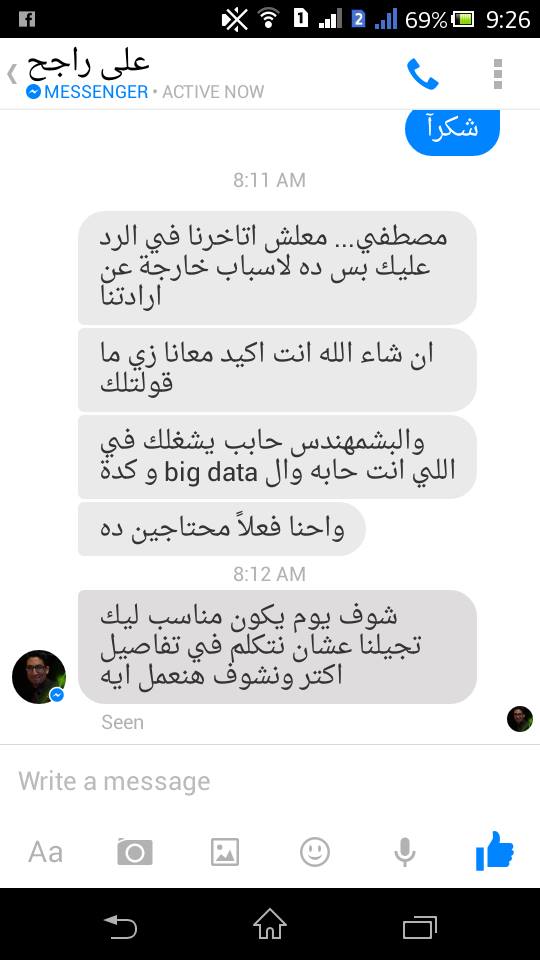 69% 9:26
على راجح
MESSENGER • ACTIVE NOW
شكرآ
8:11 AM
مصطفي... معلش اتاخرنا في الرد
عليك بس ده لاسباب خارجة عن
ارادتنا
ان شاء الله انت اكيد معانا زي ما
قولتلك
والبشمهندس حابب يشغلك في
اللي انت حابه وال big data و كدة
واحنا فعلاً محتاجين ده
8:12 AM
شوف يوم يكون مناسب ليك
تجيلنا عشان نتكلم في تفاصيل
اكتر ونشوف هنعمل ايه
Seen
Write a message
Aa